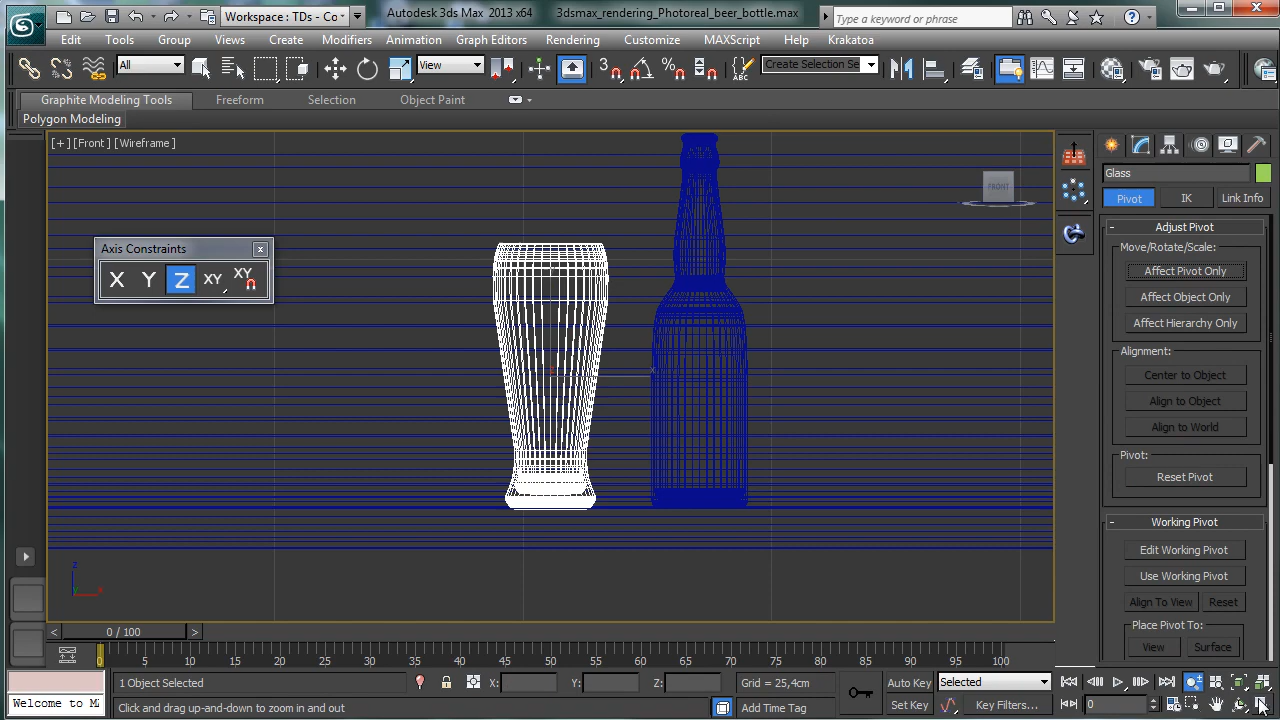 Workspace : TDs - Co
Autodesk 3ds Max 2013 x64
3dsmax_rendering_Photoreal_beer_bottle.max
Type a keyword or phrase
Edit Tools Group Views Create Modifiers Animation Graph Editors Rendering Customize MAXScript Help Krakatoa
All
View
3
ABC
Create Selection Se
Graphite Modeling Tools Freeform Selection Object Paint
Polygon Modeling
[+] [Front ] [Wireframe ]
FRONT
Axis Constraints
X Y Z XY XY
x
z
x
Glass
Pivot IK Link Info
- Adjust Pivot
Move/Rotate/Scale:
Affect Pivot Only
Affect Object Only
Affect Hierarchy Only
Alignment:
Center to Object
Align to Object
Align to World
Pivot:
Reset Pivot
- Working Pivot
Edit Working Pivot
Use Working Pivot
Align To View Reset
Place Pivot To:
View Surface
< 0 / 100 >
0 5 10 15 20 25 30 35 40 45 50 55 60 65 70 75 80 85 90 95 100
1 Object Selected
X: Y: Z: Grid = 25,4cm
Auto Key Selected
Welcome to M
Click and drag up-and-down to zoom in and out
Add Time Tag
Set Key Key Filters...
0